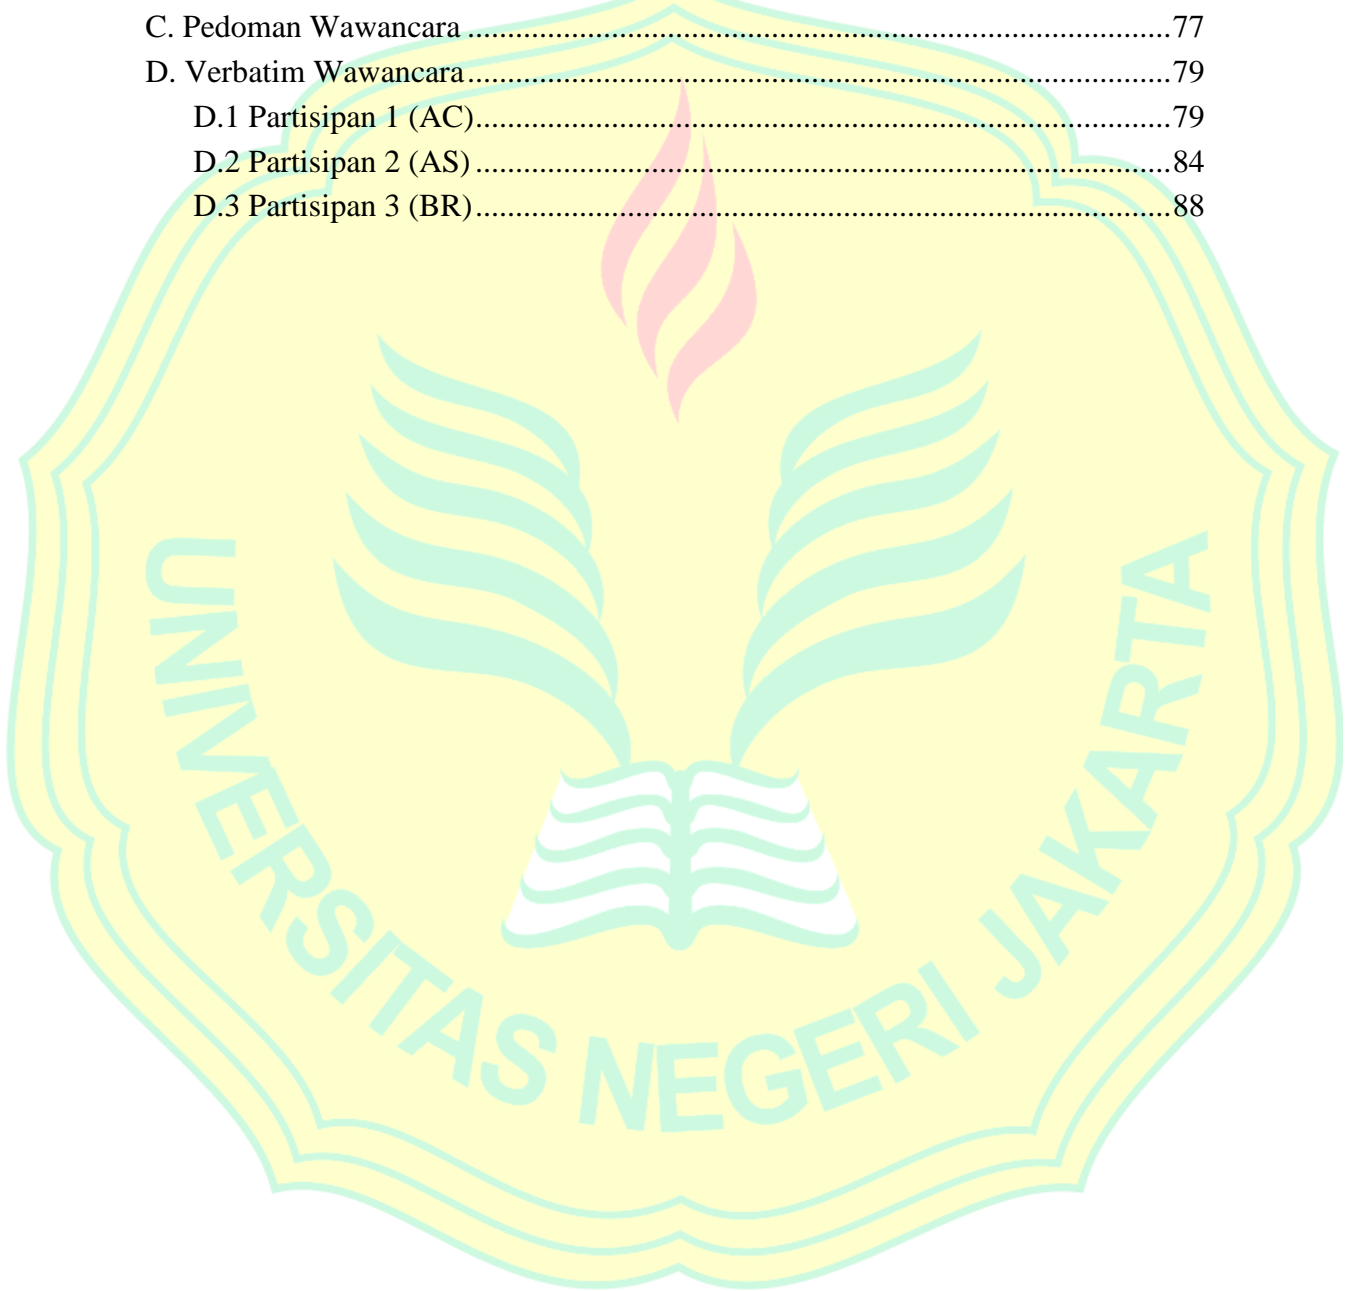 C. Pedoman Wawancara ........................................................................................................ 77
D. Verbatim Wawancara ........................................................................................................ 79
D.1 Partisipan 1 (AC) ........................................................................................................ 79
D.2 Partisipan 2 (AS) ........................................................................................................ 84
D.3 Partisipan 3 (BR) ........................................................................................................ 88
UNIVERSITAS NEGERI JAKARTA